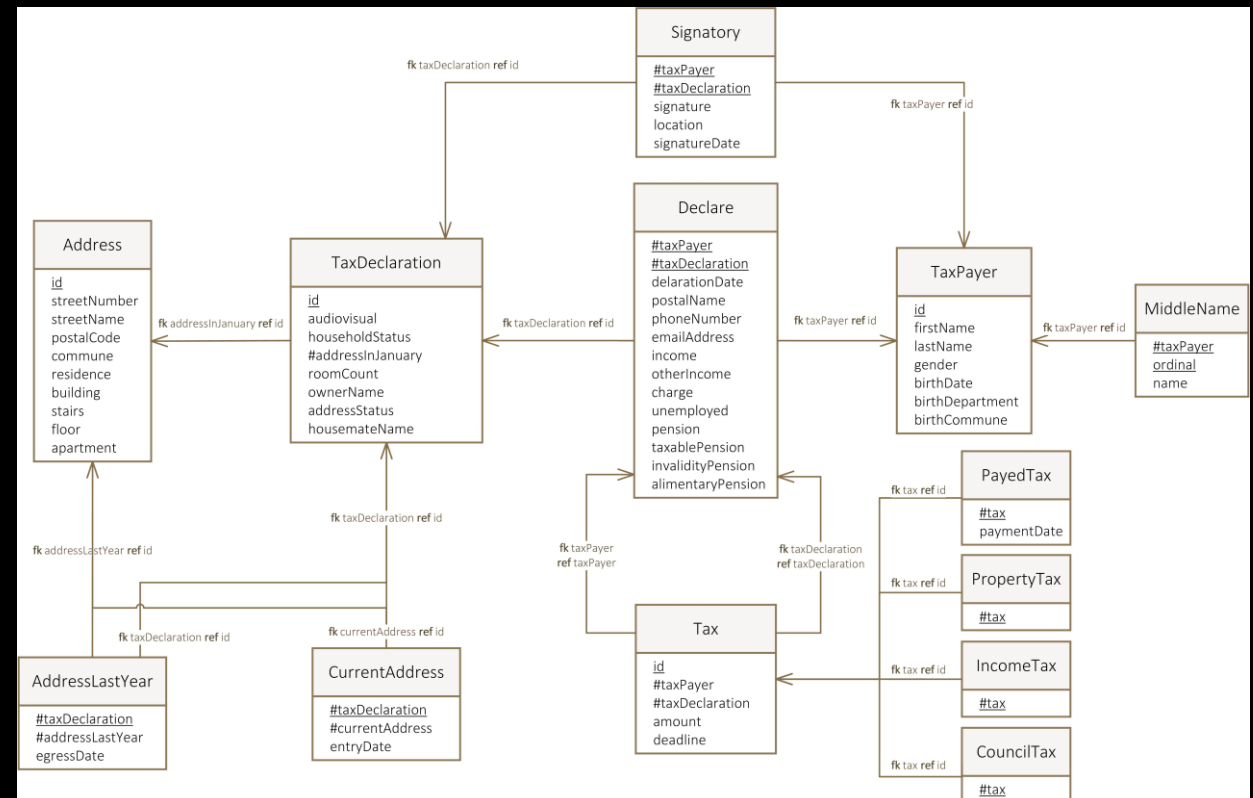 Signatory
#taxPayer
#taxDeclaration
signature
location
signatureDate
fk taxDeclaration ref id
fk taxPayer ref id
Address
id
streetNumber
streetName
postalCode
commune
residence
building
stairs
floor
apartment
fk addressInJanuary ref id
TaxDeclaration
id
audiovisual
householdStatus
#addressInJanuary
roomCount
ownerName
addressStatus
housemateName
fk taxDeclaration ref id
Declare
#taxPayer
#taxDeclaration
delarationDate
postalName
phoneNumber
emailAddress
income
otherIncome
charge
unemployed
pension
taxablePension
invalidityPension
alimentaryPension
fk taxPayer ref id
TaxPayer
id
firstName
lastName
gender
birthDate
birthDepartment
birthCommune
fk taxPayer ref id
MiddleName
#taxPayer
ordinal
name
fk addressLastYear ref id
fk taxDeclaration ref id
fk taxDeclaration ref id
fk currentAddress ref id
AddressLastYear
#taxDeclaration
#addressLastYear
egressDate
CurrentAddress
#taxDeclaration
#currentAddress
entryDate
fk taxPayer
ref taxPayer
fk taxDeclaration
ref taxDeclaration
Tax
id
#taxPayer
#taxDeclaration
amount
deadline
fk tax ref id
PayedTax
#tax
paymentDate
fk tax ref id
PropertyTax
#tax
fk tax ref id
IncomeTax
#tax
fk tax ref id
CouncilTax
#tax